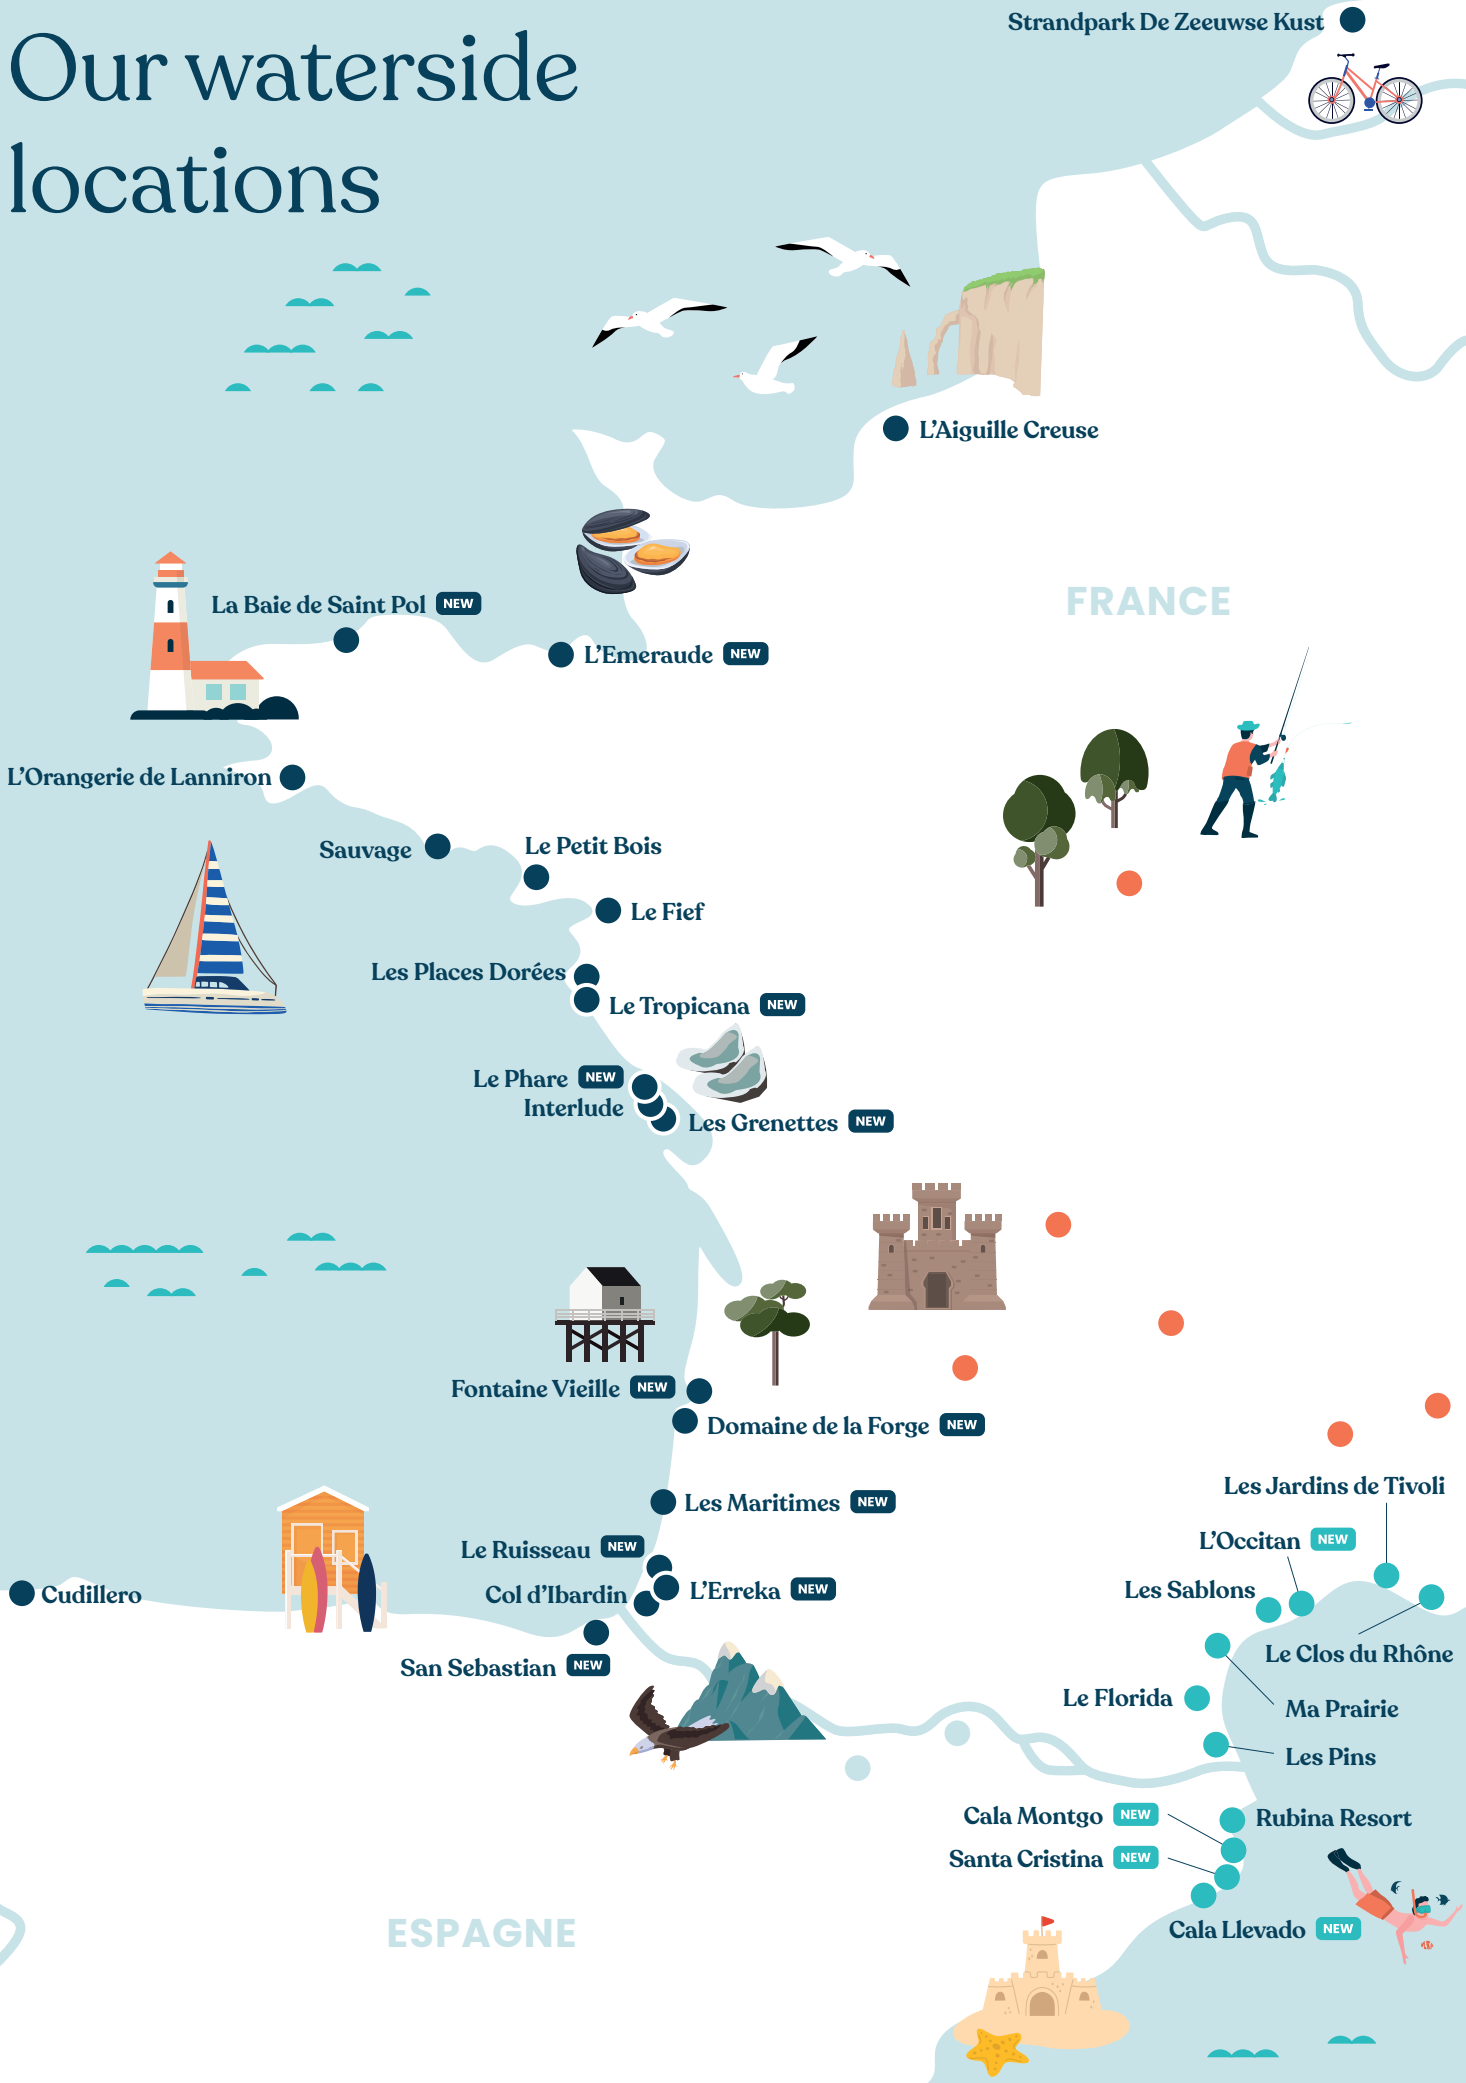 Our waterside
locations
Strandpark De Zeeuwse Kust
L'Aiguille Creuse
FRANCE
La Baie de Saint Pol NEW
L'Emeraude NEW
L'Orangerie de Lanniron
Sauvage
Le Petit Bois
Le Fief
Les Places Dorées
Le Tropicana NEW
Le Phare NEW
Interlude
Les Grenettes NEW
Fontaine Vieille NEW
Domaine de la Forge NEW
Les Maritimes NEW
Le Ruisseau NEW
Col d'Ibardin
L'Erreka NEW
Cudillero
San Sebastian NEW
Les Jardins de Tivoli
L'Occitan NEW
Les Sablons
Le Clos du Rhône
Le Florida
Ma Prairie
Les Pins
Cala Montgo NEW
Rubina Resort
Santa Cristina NEW
Cala Llevado NEW
ESPAGNE